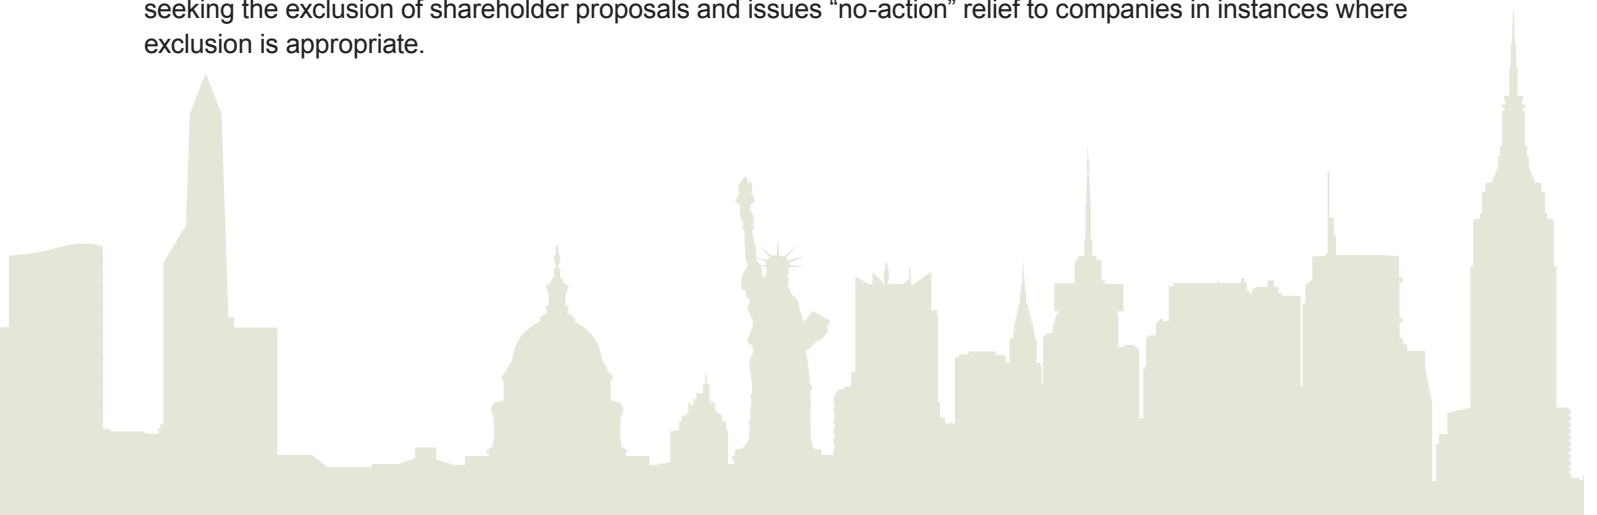 seeking the exclusion of shareholder proposals and issues “no-action” relief to companies in instances where
exclusion is appropriate.